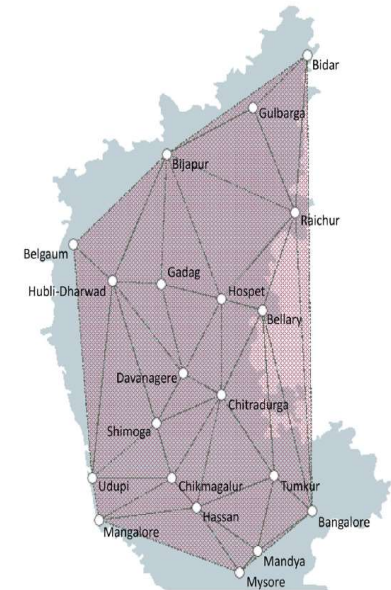 Bidar
Gulbarga
Bijapur
Raichur
Belgaum
Gadag
Hubli-Dharwad
Hospet
Bellary
Davanagere
Chitradurga
Shimoga
Udupi
Chikmagalur
Tumkur
Hassan
Bangalore
Mangalore
Mandya
Mysore